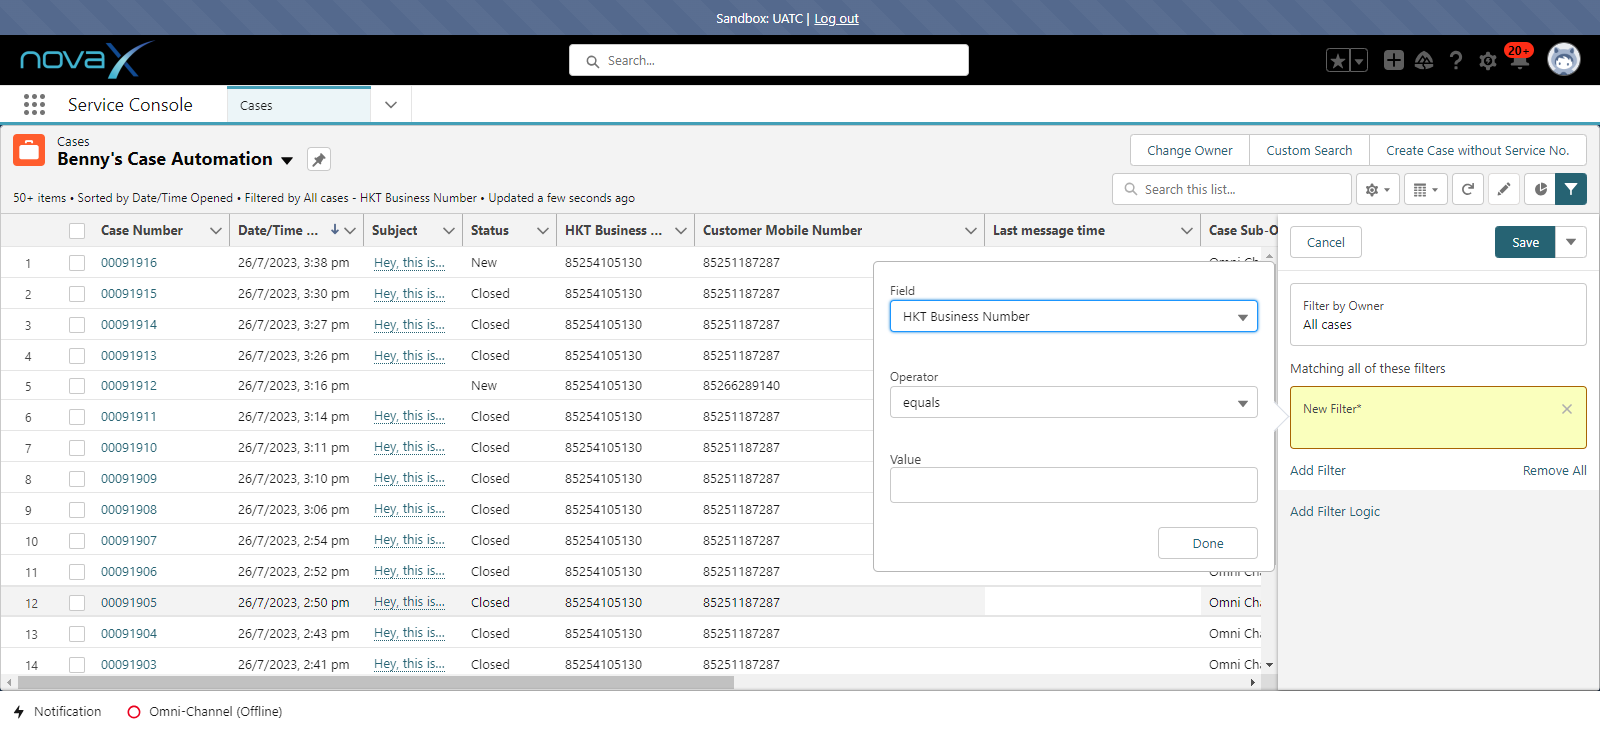 Sandbox: UATC | Log out
novaX
Search...
20+
Service Console
Cases
Cases
Benny's Case Automation
Change Owner
Custom Search
Create Case without Service No.
50+ items • Sorted by Date/Time Opened • Filtered by All cases - HKT Business Number • Updated a few seconds ago
Search this list...
Case Number Date/Time ... Subject Status HKT Business ... Customer Mobile Number Last message time Case Sub-O
1 00091916 26/7/2023, 3:38 pm Hey, this is... New 85254105130 85251187287
2 00091915 26/7/2023, 3:30 pm Hey, this is... Closed 85254105130 85251187287
3 00091914 26/7/2023, 3:27 pm Hey, this is... Closed 85254105130 85251187287
4 00091913 26/7/2023, 3:26 pm Hey, this is... Closed 85254105130 85251187287
5 00091912 26/7/2023, 3:16 pm New 85254105130 85266289140
6 00091911 26/7/2023, 3:14 pm Hey, this is... Closed 85254105130 85251187287
7 00091910 26/7/2023, 3:11 pm Hey, this is... Closed 85254105130 85251187287
8 00091909 26/7/2023, 3:10 pm Hey, this is... Closed 85254105130 85251187287
9 00091908 26/7/2023, 3:06 pm Hey, this is... Closed 85254105130 85251187287
10 00091907 26/7/2023, 2:54 pm Hey, this is... Closed 85254105130 85251187287
11 00091906 26/7/2023, 2:52 pm Hey, this is... Closed 85254105130 85251187287
12 00091905 26/7/2023, 2:50 pm Hey, this is... Closed 85254105130 85251187287 Omni Cha
13 00091904 26/7/2023, 2:43 pm Hey, this is... Closed 85254105130 85251187287 Omni Cha
14 00091903 26/7/2023, 2:41 pm Hey, this is... Closed 85254105130 85251187287 Omni Cha
Field
HKT Business Number
Operator
equals
Value
Done
Cancel
Save
Filter by Owner
All cases
Matching all of these filters
New Filter*
Add Filter
Remove All
Add Filter Logic
Notification
Omni-Channel (Offline)